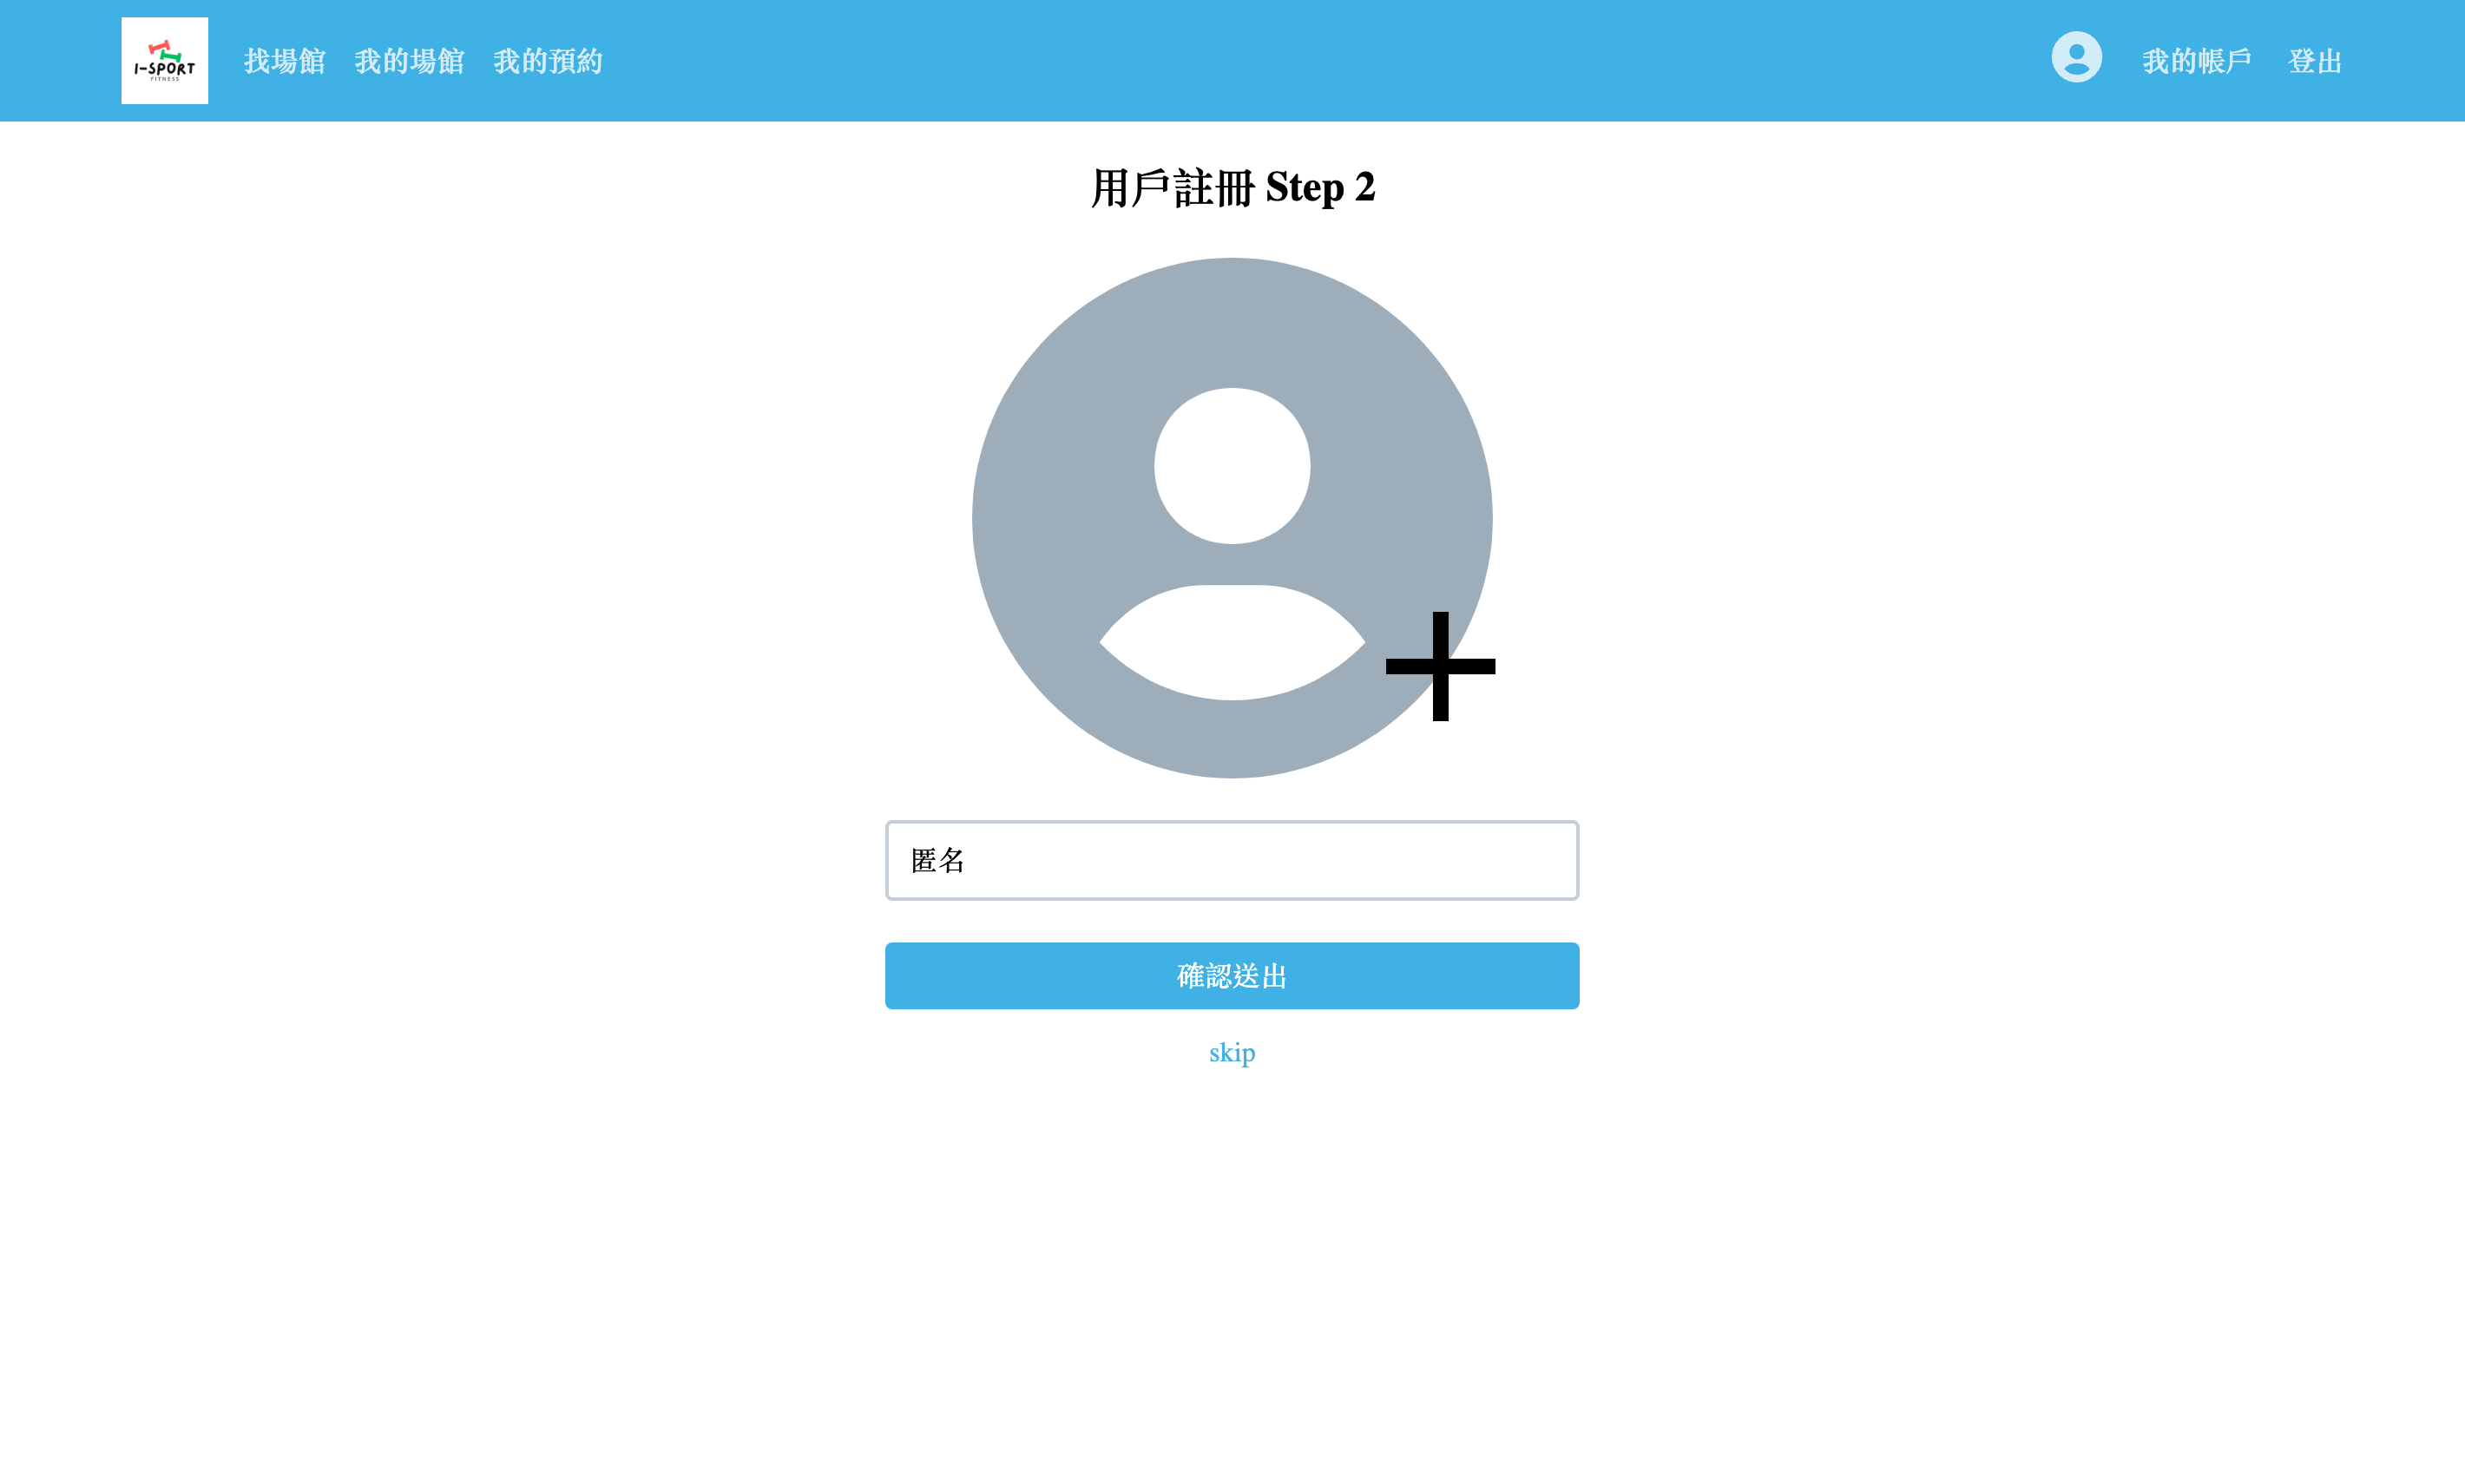 I-SPORT
FITNESS
找場館 我的場館 我的預約
我的帳戶 登出
用戶註冊 Step 2
匿名
確認送出
skip